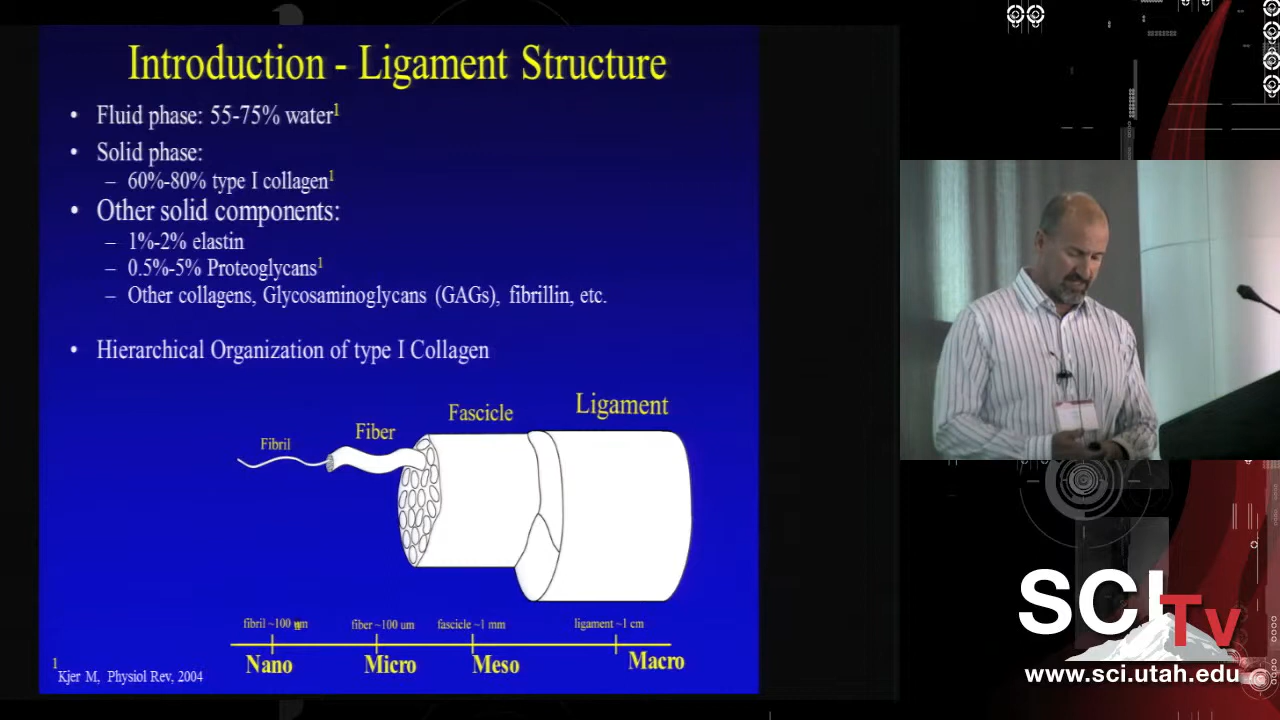 Introduction - Ligament Structure
• Fluid phase: 55-75% water1
• Solid phase:
– 60%-80% type I collagen1
• Other solid components:
– 1%-2% elastin
– 0.5%-5% Proteoglycans1
– Other collagens, Glycosaminoglycans (GAGs), fibrillin, etc.
• Hierarchical Organization of type I Collagen
Fibril
Fiber
Fascicle
Ligament
fibril ~100
fiber ~100 um
fascicle ~1 mm
ligament ~1 cm
Nano
Micro
Meso
Macro
1 Kjer M, Physiol Rev, 2004
SCI Tv
www.sci.utah.edu